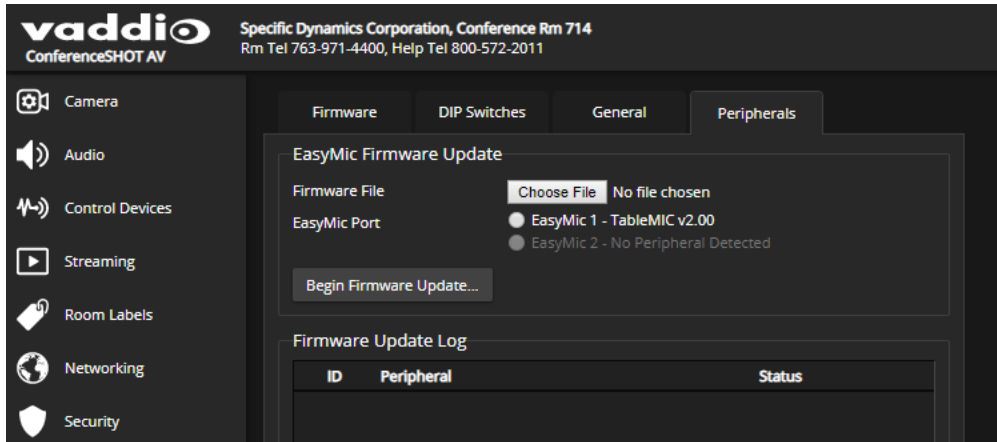 vaddio
ConferenceSHOT AV
Specific Dynamics Corporation, Conference Rm 714
Rm Tel 763-971-4400, Help Tel 800-572-2011
Camera
Audio
Control Devices
Streaming
Room Labels
Networking
Security
Firmware
DIP Switches
General
Peripherals
EasyMic Firmware Update
Firmware File
Choose File No file chosen
EasyMic Port
EasyMic 1 - TableMIC v2.00
EasyMic 2 - No Peripheral Detected
Begin Firmware Update...
Firmware Update Log
ID Peripheral Status